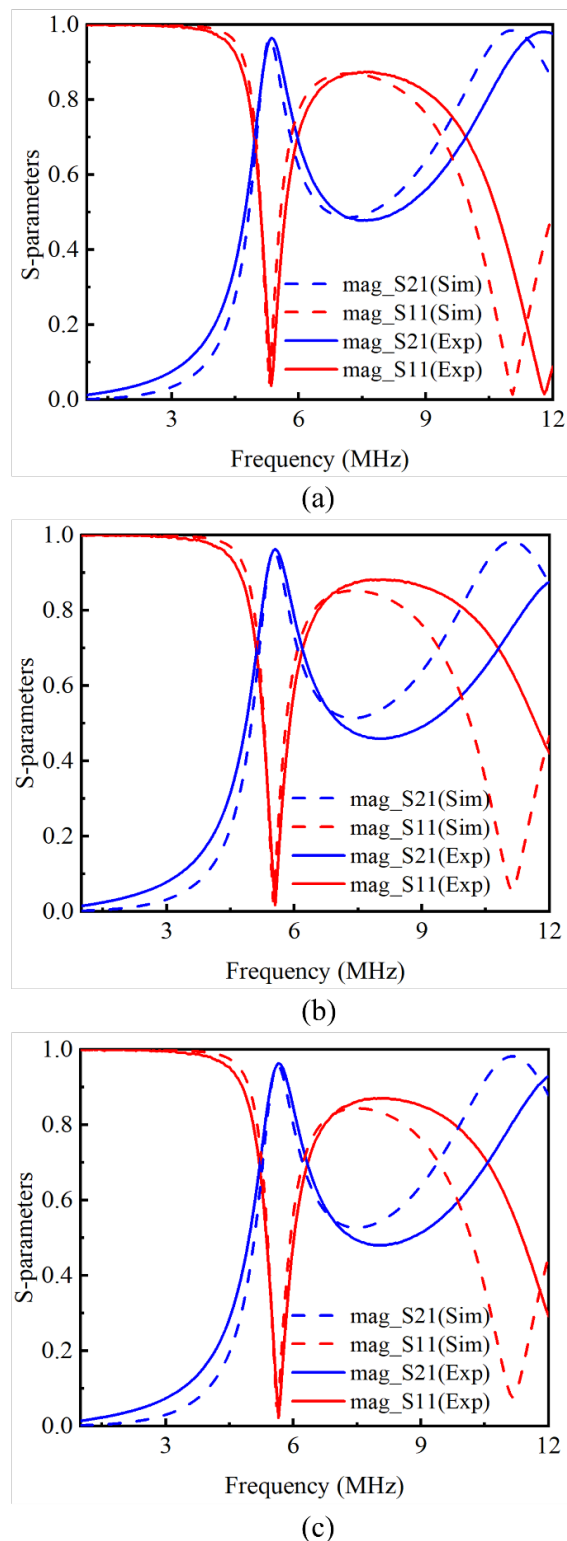 1.0
0.8
0.6
0.4
0.2
0.0
S-parameters
mag_S21(Sim)
mag_S11(Sim)
mag_S21(Exp)
mag_S11(Exp)
3 6 9 12
Frequency (MHz)
(a)
1.0
0.8
0.6
0.4
0.2
0.0
S-parameters
mag_S21(Sim)
mag_S11(Sim)
mag_S21(Exp)
mag_S11(Exp)
3 6 9 12
Frequency (MHz)
(b)
1.0
0.8
0.6
0.4
0.2
0.0
S-parameters
mag_S21(Sim)
mag_S11(Sim)
mag_S21(Exp)
mag_S11(Exp)
3 6 9 12
Frequency (MHz)
(c)